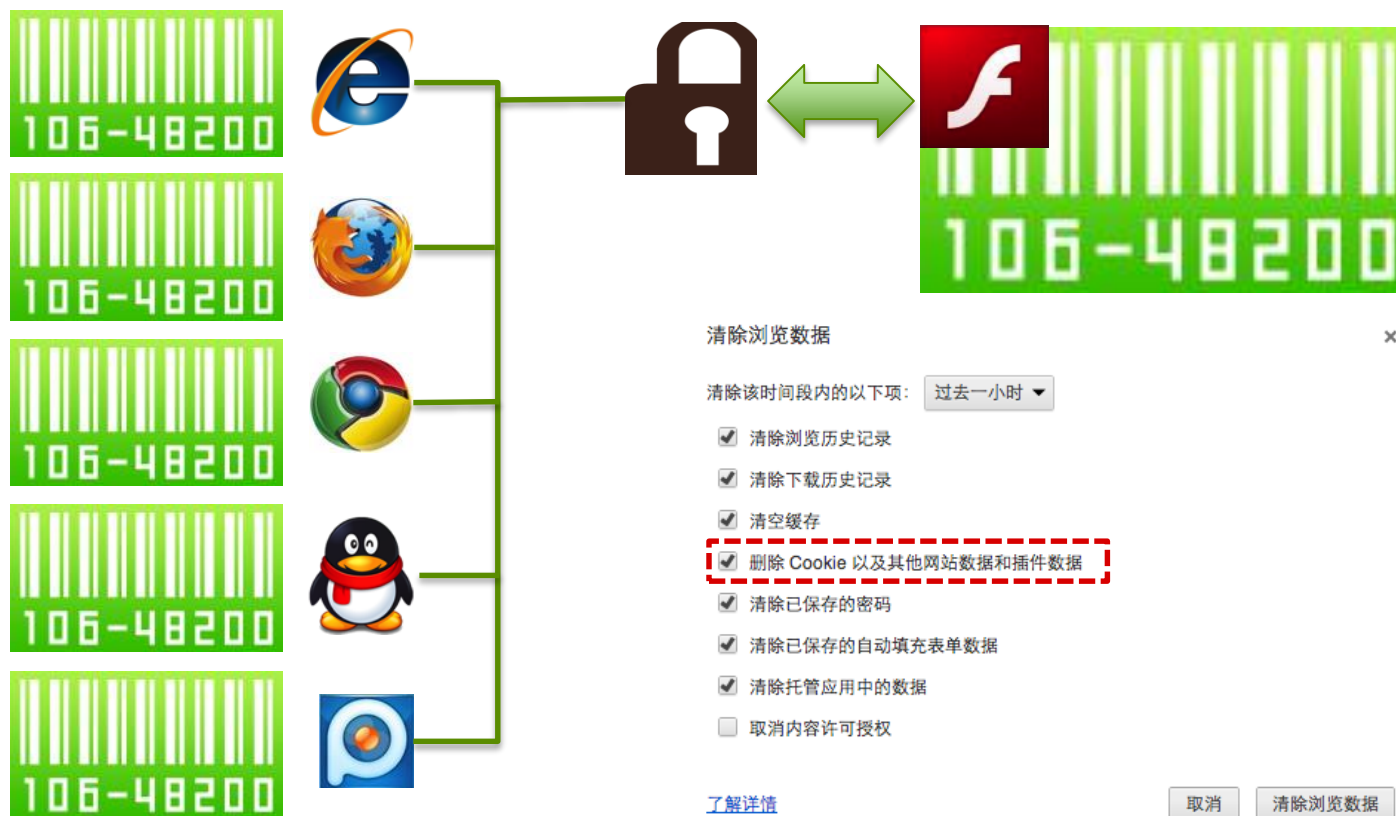 106-48200
106-48200
106-48200
106-48200
106-48200
106-48200
清除浏览数据
清除该时间段内的以下项: 过去一小时
清除浏览历史记录
清除下载历史记录
清空缓存
删除 Cookie 以及其他网站数据和插件数据
清除已保存的密码
清除已保存的自动填充表单数据
清除托管应用中的数据
取消内容许可授权
了解详情 取消 清除浏览数据